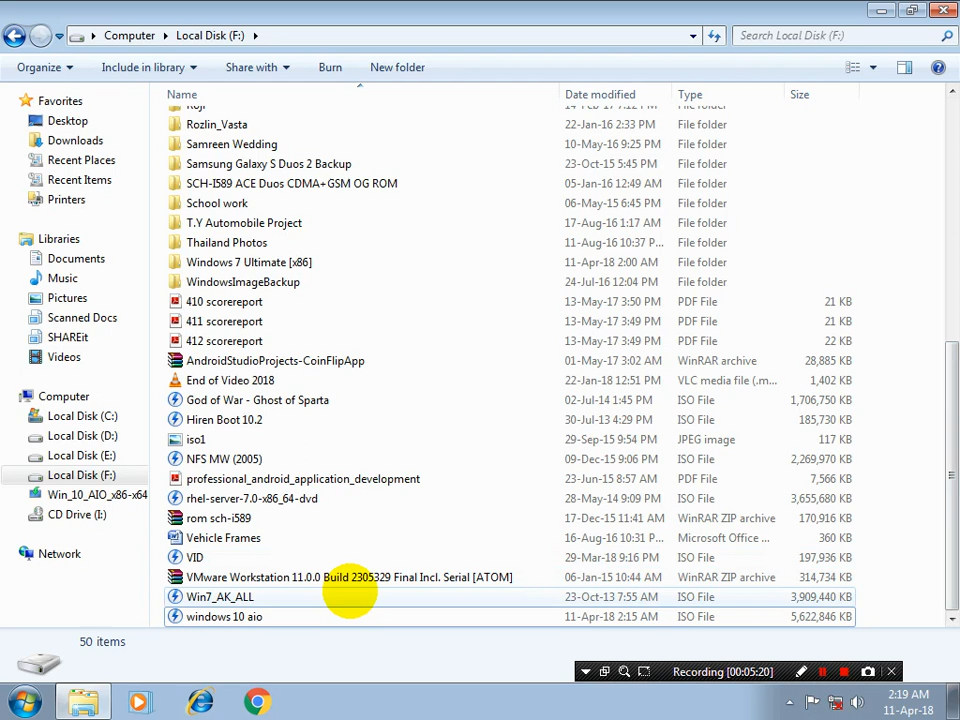 Computer Local Disk (F:) Search Local Disk (F:)
Organize Include in library Share with Burn New folder
Name Date modified Type Size
Favorites
Desktop
Downloads
Recent Places
Recent Items
Printers
Libraries
Documents
Music
Pictures
Scanned Docs
SHAREit
Videos
Computer
Local Disk (C:)
Local Disk (D:)
Local Disk (E:)
Local Disk (F:)
Win_10_AIO_x86-x64
CD Drive (I:)
Network
Roji 14-Feb-17 7:12 PM File folder
Rozlin_Vasta 22-Jan-16 2:33 PM File folder
Samreen Wedding 10-May-16 9:25 PM File folder
Samsung Galaxy S Duos 2 Backup 23-Oct-15 5:45 PM File folder
SCH-I589 ACE Duos CDMA+GSM OG ROM 05-Jan-16 12:49 AM File folder
School work 06-May-15 6:45 PM File folder
T.Y Automobile Project 17-Aug-16 1:17 AM File folder
Thailand Photos 11-Aug-16 10:37 P... File folder
Windows 7 Ultimate [x86] 11-Apr-18 2:00 AM File folder
WindowsImageBackup 24-Jul-16 12:04 PM File folder
410 scorereport 13-May-17 3:50 PM PDF File 21 KB
411 scorereport 13-May-17 3:49 PM PDF File 21 KB
412 scorereport 13-May-17 3:49 PM PDF File 22 KB
AndroidStudioProjects-CoinFlipApp 01-May-17 3:02 AM WinRAR archive 28,885 KB
End of Video 2018 22-Jan-18 12:51 PM VLC media file (.m... 1,402 KB
God of War - Ghost of Sparta 02-Jul-14 1:45 PM ISO File 1,706,750 KB
Hiren Boot 10.2 30-Jul-13 4:29 PM ISO File 185,730 KB
iso1 29-Sep-15 9:54 PM JPEG image 117 KB
NFS MW (2005) 09-Dec-15 9:06 PM ISO File 2,269,970 KB
professional_android_application_development 23-Jun-15 8:57 AM PDF File 7,566 KB
rhel-server-7.0-x86_64-dvd 28-May-14 9:09 PM ISO File 3,655,680 KB
rom sch-i589 17-Dec-15 11:41 AM WinRAR ZIP archive 170,916 KB
Vehicle Frames 16-Aug-16 10:31 PM Microsoft Office ... 360 KB
VID 29-Mar-18 9:16 PM ISO File 197,936 KB
VMware Workstation 11.0.0 Build 2305329 Final Incl. Serial [ATOM] 06-Jan-15 10:44 AM WinRAR ZIP archive 314,734 KB
Win7_AK_ALL 23-Oct-13 7:55 AM ISO File 3,909,440 KB
windows 10 aio 11-Apr-18 2:15 AM ISO File 5,622,846 KB
50 items
Recording [00:05:20]
2:19 AM
11-Apr-18